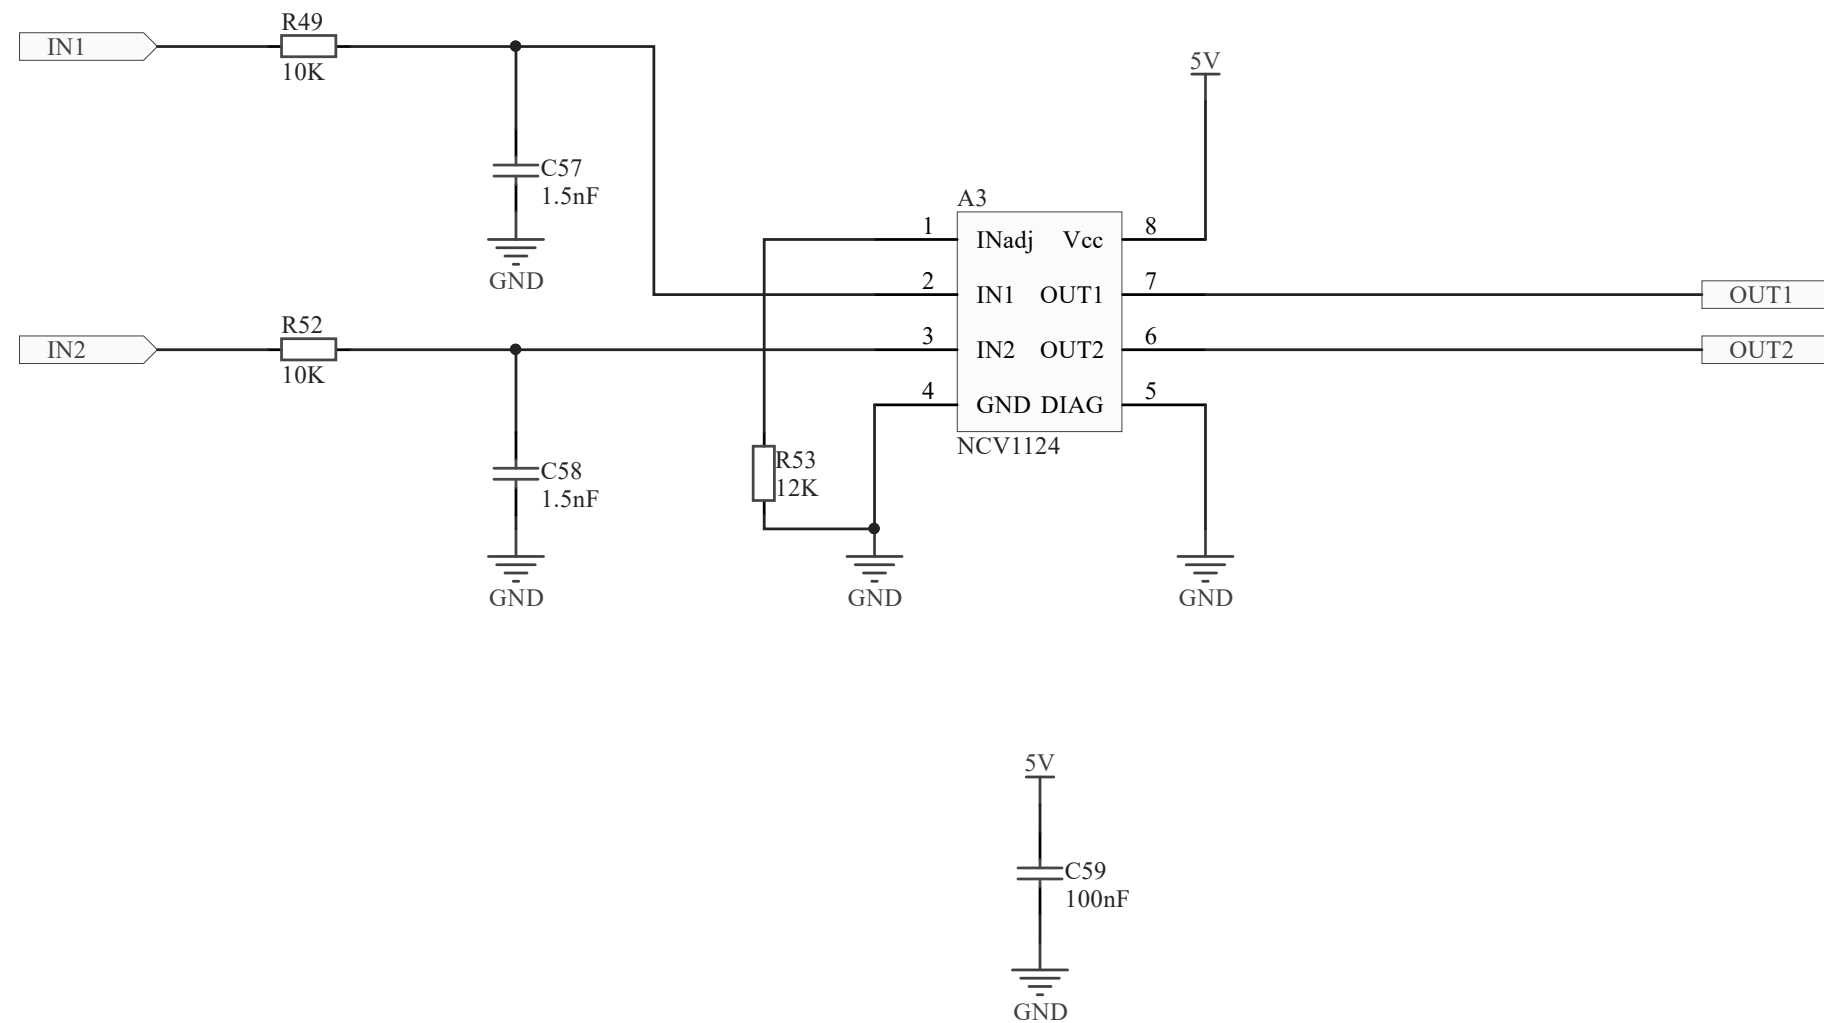 R49
IN1
10K
5V
C57
1.5nF
A3
1
INadj
Vcc
8
GND
2
IN1
OUT1
7
OUT1
R52
3
6
IN2
IN2
OUT2
OUT2
10K
4
GND
DIAG
5
NCV1124
C58
1.5nF
R53
12K
GND
GND
GND
5V
C59
100nF
GND